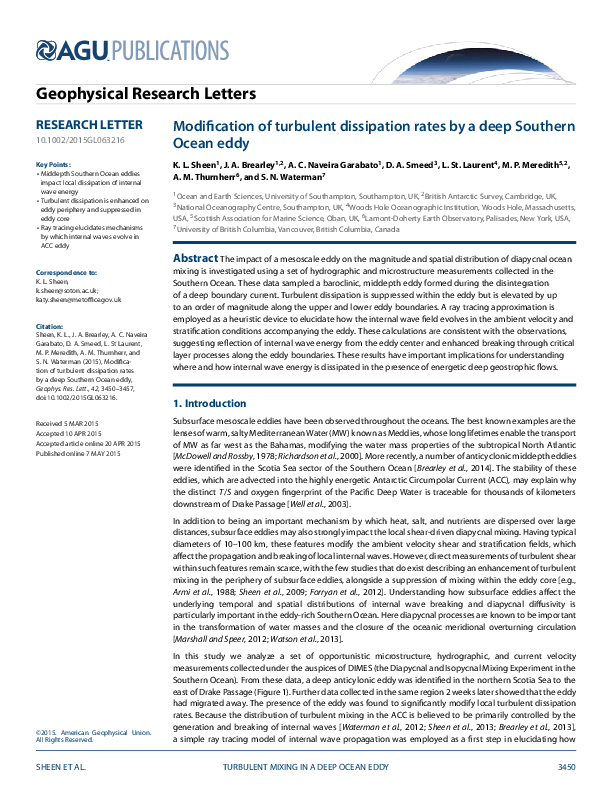 AGU PUBLICATIONS
Geophysical Research Letters
RESEARCH LETTER
10.1002/2015GL063216
Key Points:
• Middepth Southern Ocean eddies
impact local dissipation of internal
wave energy
• Turbulent dissipation is enhanced on
eddy periphery and suppressed in
eddy core
• Ray tracing elucidates mechanisms
by which internal waves evolve in
ACC eddy
Correspondence to:
K. L. Sheen,
k.sheen@soton.ac.uk;
katy.sheen@metoffice.gov.uk
Citation:
Sheen, K. L., J. A. Brearley, A. C. Naveira
Garabato, D. A. Smeed, L. St Laurent,
M. P. Meredith, A. M. Thurnherr, and
S. N. Waterman (2015), Modifica-
tion of turbulent dissipation rates
by a deep Southern Ocean eddy,
Geophys. Res. Lett., 42, 3450–3457,
doi:10.1002/2015GL063216.
Received 5 MAR 2015
Accepted 10 APR 2015
Accepted article online 20 APR 2015
Published online 7 MAY 2015
©2015. American Geophysical Union.
All Rights Reserved.
Modification of turbulent dissipation rates by a deep Southern
Ocean eddy
K. L. Sheen1, J. A. Brearley1,2, A. C. Naveira Garabato1, D. A. Smeed3, L. St. Laurent4, M. P. Meredith5,2,
A. M. Thurnherr6, and S. N. Waterman7
1Ocean and Earth Sciences, University of Southampton, Southampton, UK, 2British Antarctic Survey, Cambridge, UK,
3National Oceanography Centre, Southampton, UK, 4Woods Hole Oceanographic Institution, Woods Hole, Massachusetts,
USA, 5Scottish Association for Marine Science, Oban, UK, 6Lamont-Doherty Earth Observatory, Palisades, New York, USA,
7University of British Columbia, Vancouver, British Columbia, Canada
Abstract The impact of a mesoscale eddy on the magnitude and spatial distribution of diapycnal ocean
mixing is investigated using a set of hydrographic and microstructure measurements collected in the
Southern Ocean. These data sampled a baroclinic, middepth eddy formed during the disintegration
of a deep boundary current. Turbulent dissipation is suppressed within the eddy but is elevated by up
to an order of magnitude along the upper and lower eddy boundaries. A ray tracing approximation is
employed as a heuristic device to elucidate how the internal wave field evolves in the ambient velocity and
stratification conditions accompanying the eddy. These calculations are consistent with the observations,
suggesting reflection of internal wave energy from the eddy center and enhanced breaking through critical
layer processes along the eddy boundaries. These results have important implications for understanding
where and how internal wave energy is dissipated in the presence of energetic deep geostrophic flows.
1. Introduction
Subsurface mesoscale eddies have been observed throughout the oceans. The best known examples are the
lenses of warm, salty Mediterranean Water (MW) known as Meddies, whose long lifetimes enable the transport
of MW as far west as the Bahamas, modifying the water mass properties of the subtropical North Atlantic
[McDowell and Rossby, 1978; Richardson et al., 2000]. More recently, a number of anticyclonic middepth eddies
were identified in the Scotia Sea sector of the Southern Ocean [Brearley et al., 2014]. The stability of these
eddies, which are advected into the highly energetic Antarctic Circumpolar Current (ACC), may explain why
the distinct T/S and oxygen fingerprint of the Pacific Deep Water is traceable for thousands of kilometers
downstream of Drake Passage [Well et al., 2003].
In addition to being an important mechanism by which heat, salt, and nutrients are dispersed over large
distances, subsurface eddies may also strongly impact the local shear-driven diapycnal mixing. Having typical
diameters of 10–100 km, these features modify the ambient velocity shear and stratification fields, which
affect the propagation and breaking of local internal waves. However, direct measurements of turbulent shear
within such features remain scarce, with the few studies that do exist describing an enhancement of turbulent
mixing in the periphery of subsurface eddies, alongside a suppression of mixing within the eddy core [e.g.,
Armi et al., 1988; Sheen et al., 2009; Forryan et al., 2012]. Understanding how subsurface eddies affect the
underlying temporal and spatial distributions of internal wave breaking and diapycnal diffusivity is
particularly important in the eddy-rich Southern Ocean. Here diapycnal processes are known to be important
in the transformation of water masses and the closure of the oceanic meridional overturning circulation
[Marshall and Speer, 2012; Watson et al., 2013].
In this study we analyze a set of opportunistic microstructure, hydrographic, and current velocity
measurements collected under the auspices of DIMES (the Diapycnal and Isopycnal Mixing Experiment in the
Southern Ocean). From these data, a deep anticyclonic eddy was identified in the northern Scotia Sea to the
east of Drake Passage (Figure 1). Further data collected in the same region 2 weeks later showed that the eddy
had migrated away. The presence of the eddy was found to significantly modify local turbulent dissipation
rates. Because the distribution of turbulent mixing in the ACC is believed to be primarily controlled by the
generation and breaking of internal waves [Waterman et al., 2012; Sheen et al., 2013; Brearley et al., 2013],
a simple ray tracing model of internal wave propagation was employed as a first step in elucidating how
SHEEN ET AL.
TURBULENT MIXING IN A DEEP OCEAN EDDY
3450